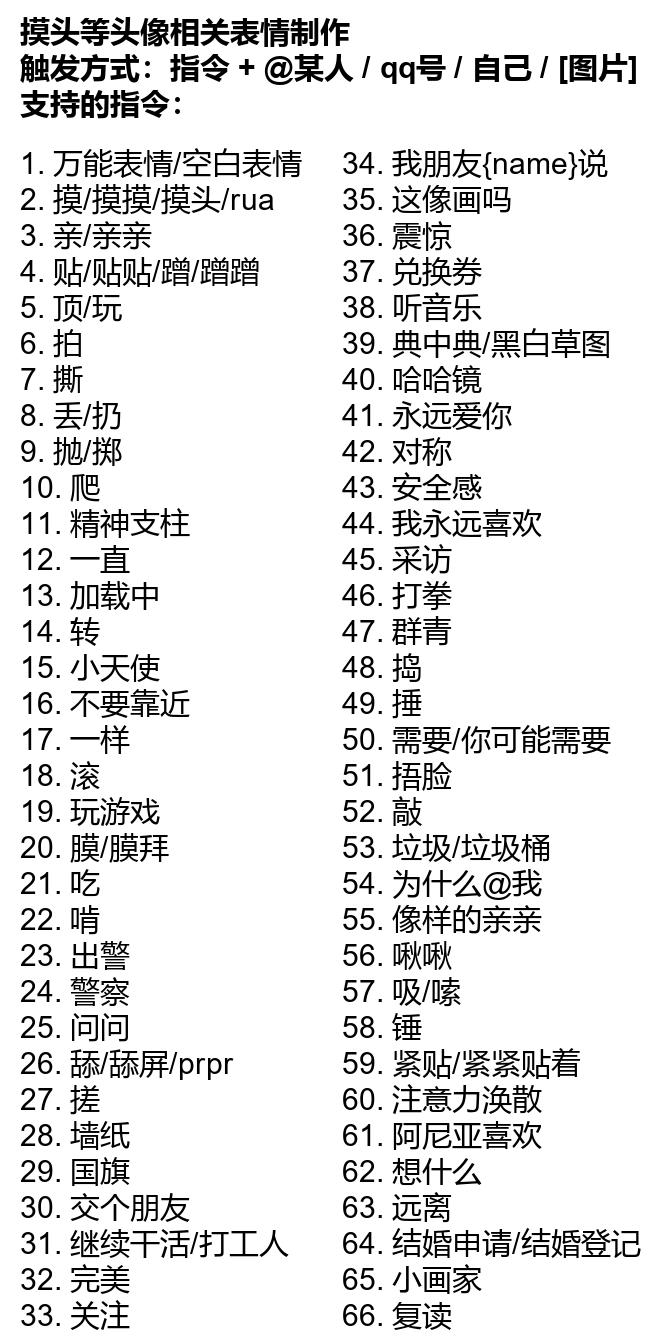 摸头等头像相关表情制作
触发方式：指令 + @某人 / qq号 / 自己 / [图片]
支持的指令：
1. 万能表情/空白表情
2. 摸/摸摸/摸头/rua
3. 亲/亲亲
4. 贴/贴贴/蹭/蹭蹭
5. 顶/玩
6. 拍
7. 撕
8. 丢/扔
9. 抛/掷
10. 爬
11. 精神支柱
12. 一直
13. 加载中
14. 转
15. 小天使
16. 不要靠近
17. 一样
18. 滚
19. 玩游戏
20. 膜/膜拜
21. 吃
22. 啃
23. 出警
24. 警察
25. 问问
26. 舔/舔屏/prpr
27. 搓
28. 墙纸
29. 国旗
30. 交个朋友
31. 继续干活/打工人
32. 完美
33. 关注
34. 我朋友{name}说
35. 这像画吗
36. 震惊
37. 兑换券
38. 听音乐
39. 典中典/黑白草图
40. 哈哈镜
41. 永远爱你
42. 对称
43. 安全感
44. 我永远喜欢
45. 采访
46. 打拳
47. 群青
48. 捣
49. 捶
50. 需要/你可能需要
51. 捂脸
52. 敲
53. 垃圾/垃圾桶
54. 为什么@我
55. 像样的亲亲
56. 啾啾
57. 吸/嗦
58. 锤
59. 紧贴/紧紧贴着
60. 注意力涣散
61. 阿尼亚喜欢
62. 想什么
63. 远离
64. 结婚申请/结婚登记
65. 小画家
66. 复读